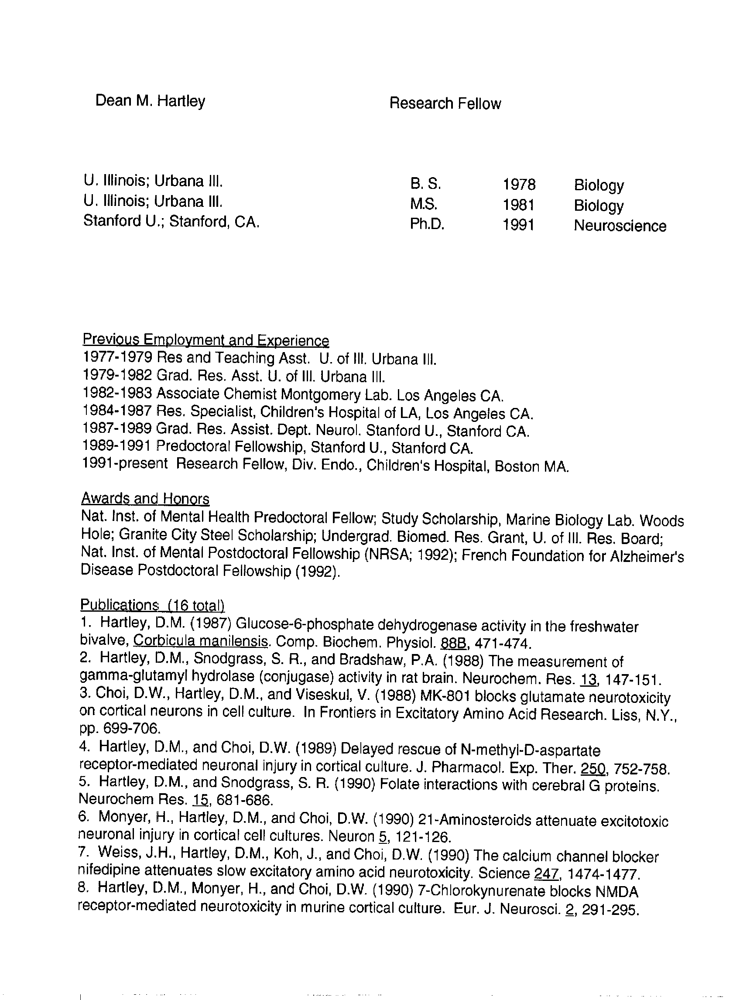 Dean M. Hartley Research Fellow
U. Illinois; Urbana Ill. B. S. 1978 Biology
U. Illinois; Urbana Ill. M.S. 1981 Biology
Stanford U.; Stanford, CA. Ph.D. 1991 Neuroscience
Previous Employment and Experience
1977-1979 Res and Teaching Asst. U. of Ill. Urbana Ill.
1979-1982 Grad. Res. Asst. U. of Ill. Urbana Ill.
1982-1983 Associate Chemist Montgomery Lab. Los Angeles CA.
1984-1987 Res. Specialist, Children's Hospital of LA, Los Angeles CA.
1987-1989 Grad. Res. Assist. Dept. Neurol. Stanford U., Stanford CA.
1989-1991 Predoctoral Fellowship, Stanford U., Stanford CA.
1991-present Research Fellow, Div. Endo., Children's Hospital, Boston MA.
Awards and Honors
Nat. Inst. of Mental Health Predoctoral Fellow; Study Scholarship, Marine Biology Lab. Woods
Hole; Granite City Steel Scholarship; Undergrad. Biomed. Res. Grant, U. of Ill. Res. Board;
Nat. Inst. of Mental Postdoctoral Fellowship (NRSA; 1992); French Foundation for Alzheimer's
Disease Postdoctoral Fellowship (1992).
Publications (16 total)
1. Hartley, D.M. (1987) Glucose-6-phosphate dehydrogenase activity in the freshwater
bivalve, Corbicula manilensis. Comp. Biochem. Physiol. 88B, 471-474.
2. Hartley, D.M., Snodgrass, S. R., and Bradshaw, P.A. (1988) The measurement of
gamma-glutamyl hydrolase (conjugase) activity in rat brain. Neurochem. Res. 13, 147-151.
3. Choi, D.W., Hartley, D.M., and Viseskul, V. (1988) MK-801 blocks glutamate neurotoxicity
on cortical neurons in cell culture. In Frontiers in Excitatory Amino Acid Research. Liss, N.Y.,
pp. 699-706.
4. Hartley, D.M., and Choi, D.W. (1989) Delayed rescue of N-methyl-D-aspartate
receptor-mediated neuronal injury in cortical culture. J. Pharmacol. Exp. Ther. 250, 752-758.
5. Hartley, D.M., and Snodgrass, S. R. (1990) Folate interactions with cerebral G proteins.
Neurochem Res. 15, 681-686.
6. Monyer, H., Hartley, D.M., and Choi, D.W. (1990) 21-Aminosteroids attenuate excitotoxic
neuronal injury in cortical cell cultures. Neuron 5, 121-126.
7. Weiss, J.H., Hartley, D.M., Koh, J., and Choi, D.W. (1990) The calcium channel blocker
nifedipine attenuates slow excitatory amino acid neurotoxicity. Science 247, 1474-1477.
8. Hartley, D.M., Monyer, H., and Choi, D.W. (1990) 7-Chlorokynurenate blocks NMDA
receptor-mediated neurotoxicity in murine cortical culture. Eur. J. Neurosci. 2, 291-295.